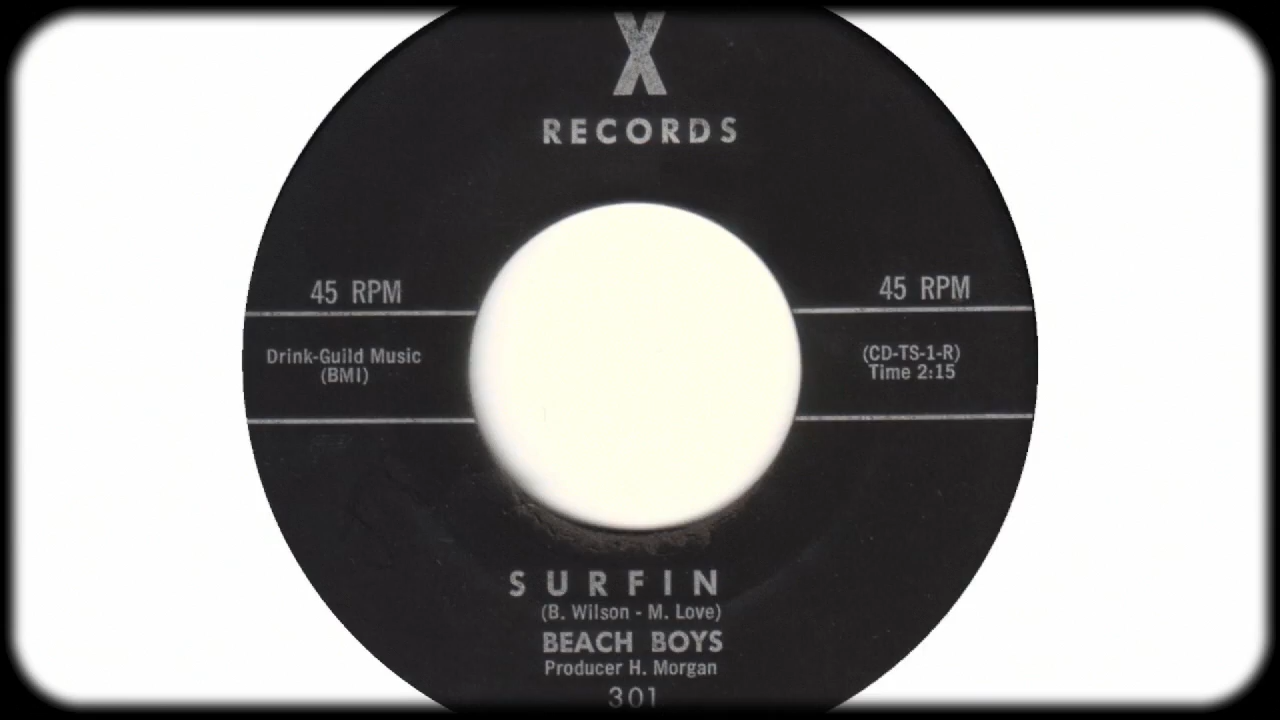 X
RECORDS
45 RPM
45 RPM
Drink-Guild Music
(BMI)
(CD-TS-1-R)
Time 2:15
SURFIN
(B. Wilson - M. Love)
BEACH BOYS
Producer H. Morgan
301